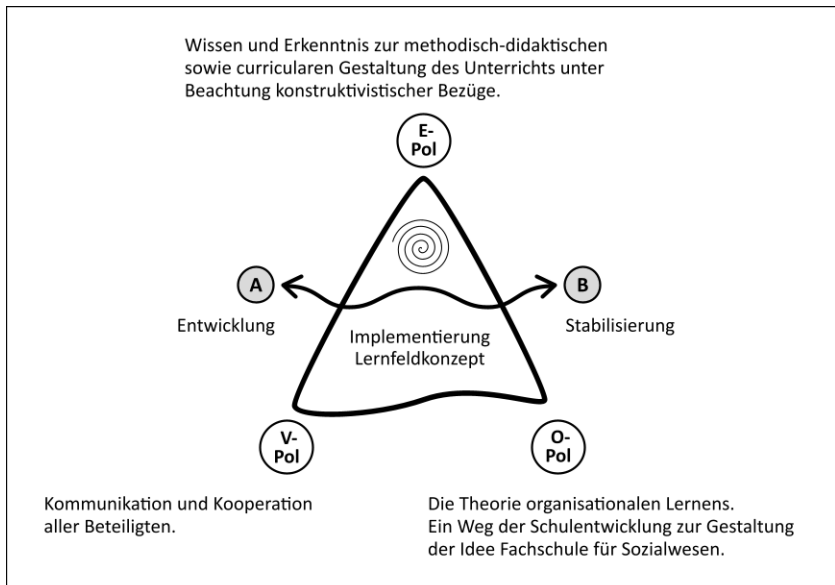 Wissen und Erkenntnis zur methodisch-didaktischen
sowie curricularen Gestaltung des Unterrichts unter
Beachtung konstruktivistischer Bezüge.
E-
Pol
A
B
Entwicklung
Stabilisierung
Implementierung
Lernfeldkonzept
V-
Pol
O-
Pol
Kommunikation und Kooperation
aller Beteiligten.
Die Theorie organisationalen Lernens.
Ein Weg der Schulentwicklung zur Gestaltung
der Idee Fachschule für Sozialwesen.